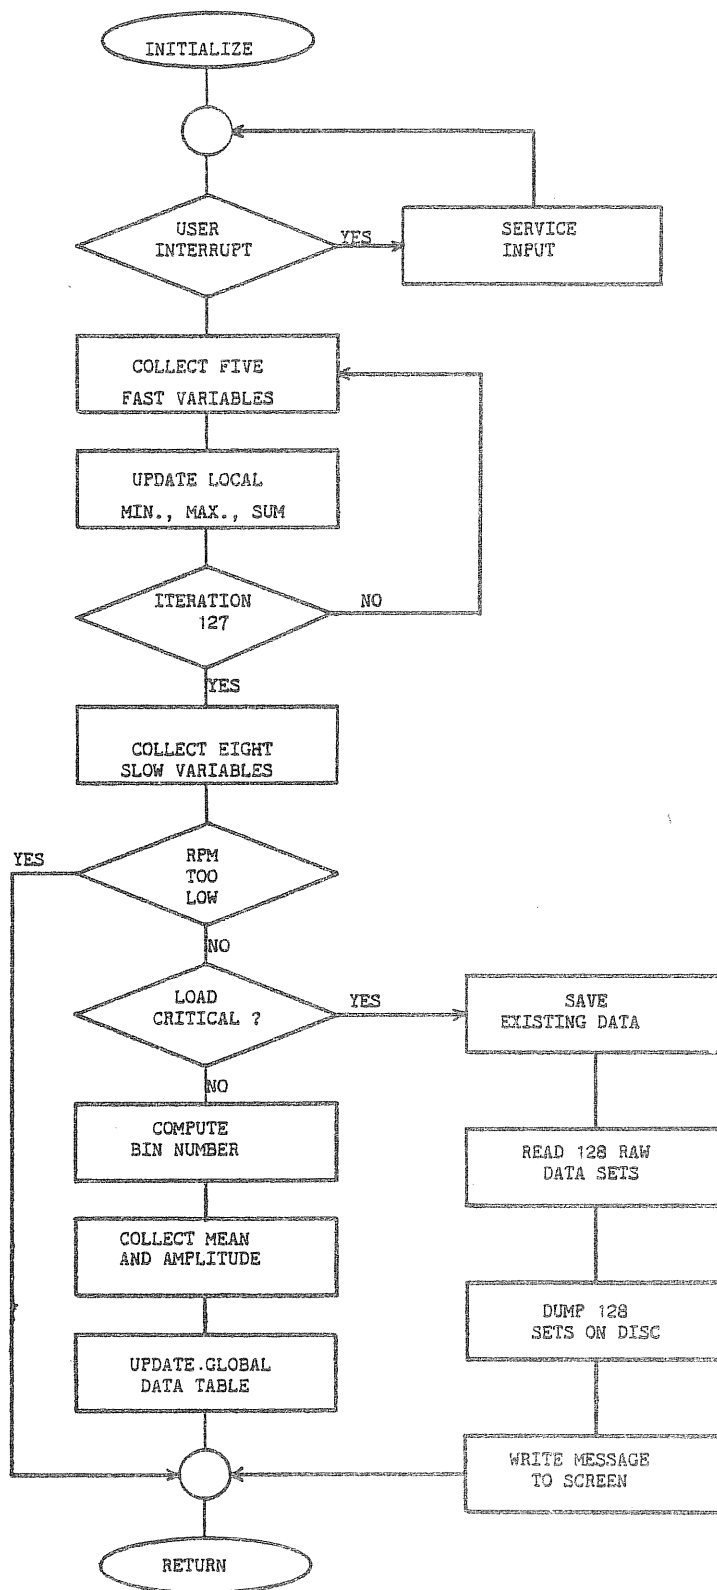 INITIALIZE
USER
INTERRUPT
YES
SERVICE
INPUT
COLLECT FIVE
FAST VARIABLES
UPDATE LOCAL
MIN., MAX., SUM
ITERATION
127
NO
YES
COLLECT EIGHT
SLOW VARIABLES
YES
RPM
TOO
LOW
NO
LOAD
CRITICAL ?
YES
SAVE
EXISTING DATA
NO
COMPUTE
BIN NUMBER
READ 128 RAW
DATA SETS
COLLECT MEAN
AND AMPLITUDE
DUMP 128
SETS ON DISC
UPDATE.GLOBAL
DATA TABLE
WRITE MESSAGE
TO SCREEN
RETURN